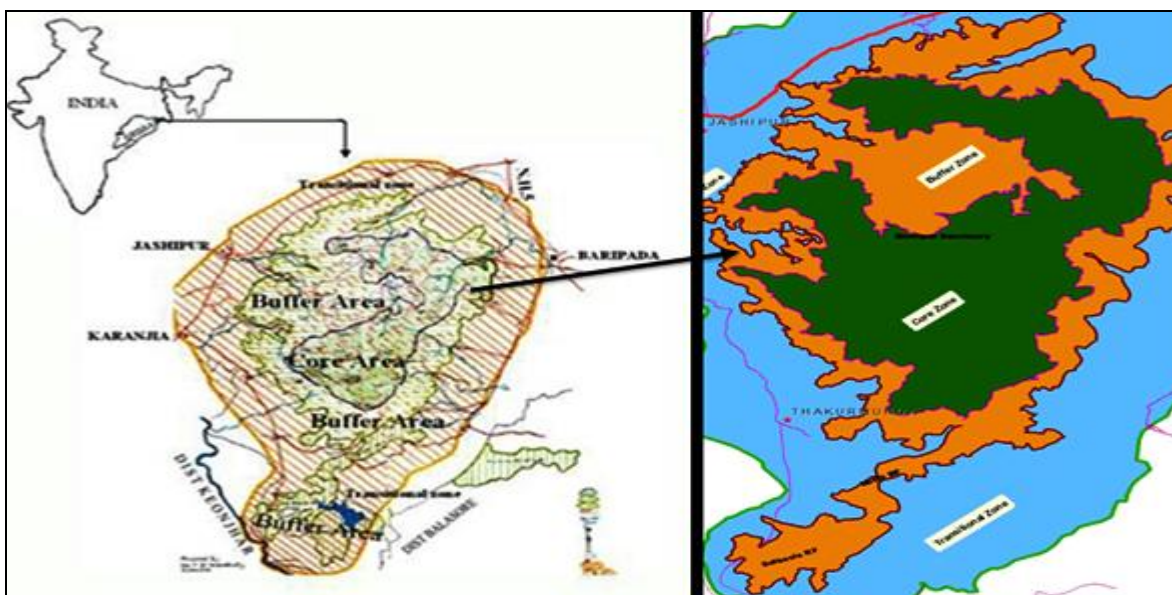 INDIA
Transitional zone
N.H.5
JASHIPUR
BARIPADA
Buffer Area
KARANJIA
Core Area
Buffer Area
DIST KEONJHAR
Transitional zone
Buffer Area
DIST BALASORE
JASHIPUR
Buffer Zone
Zone
Core Zone
THAKURMUNDA
Transitional Zone